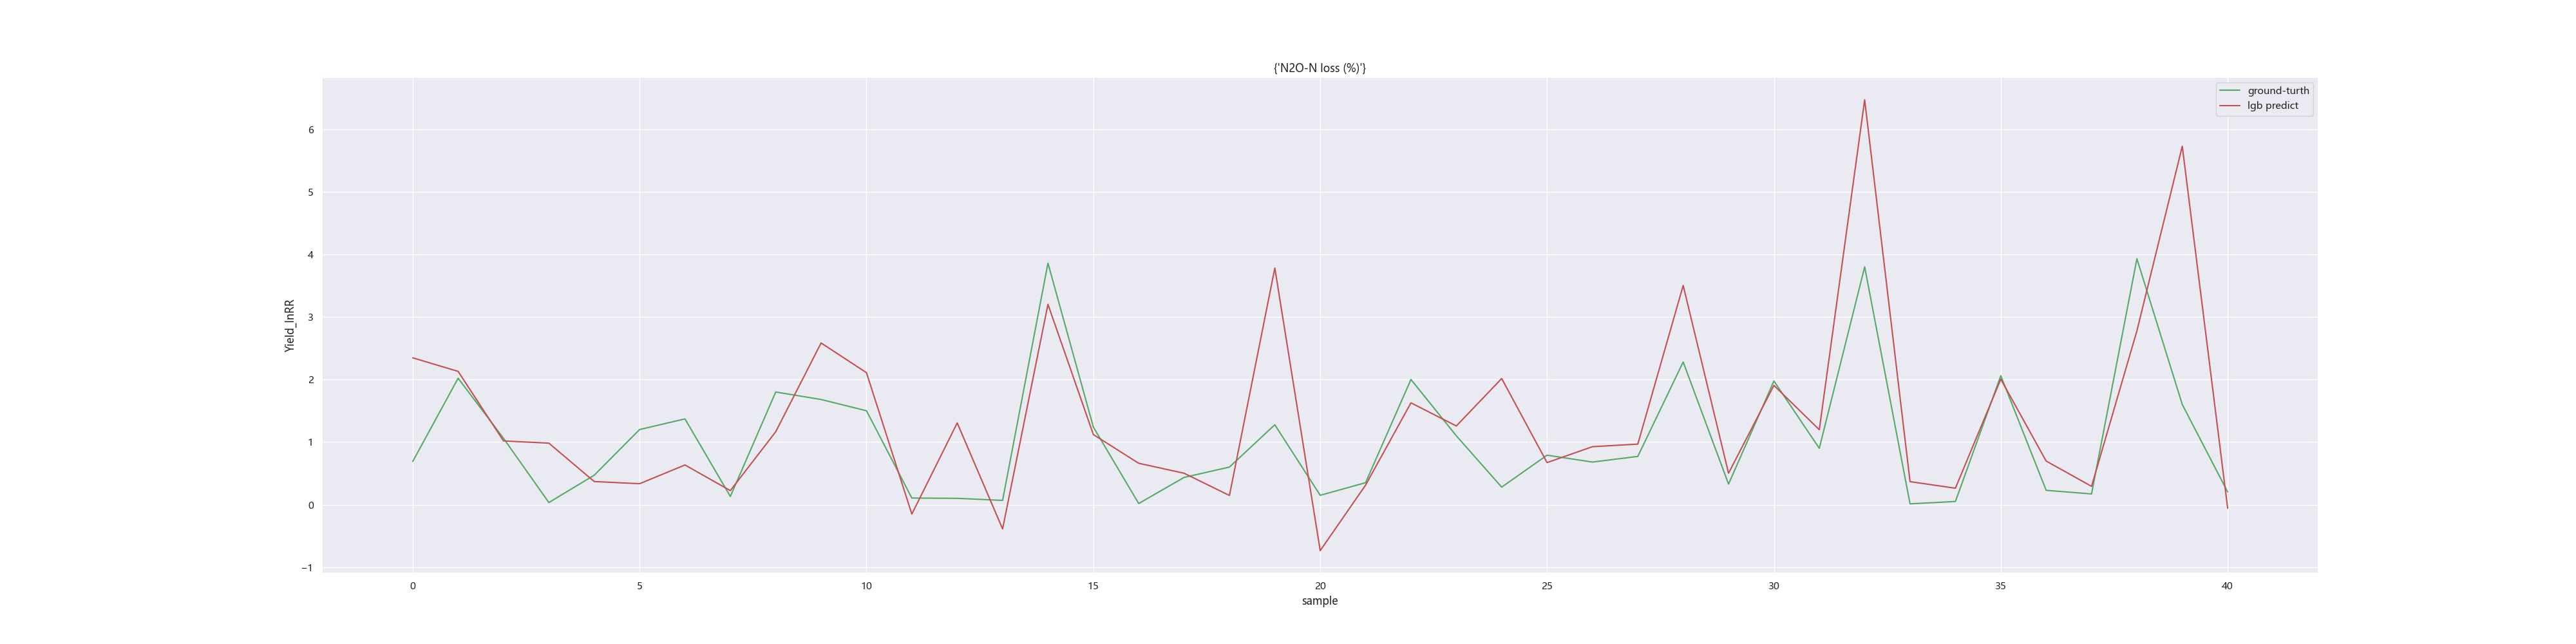 {'N2O-N loss (%)'}
ground-turth
lgb predict
Yield_lnRR
6
5
4
3
2
1
0
−1
0 5 10 15 20 25 30 35 40
sample